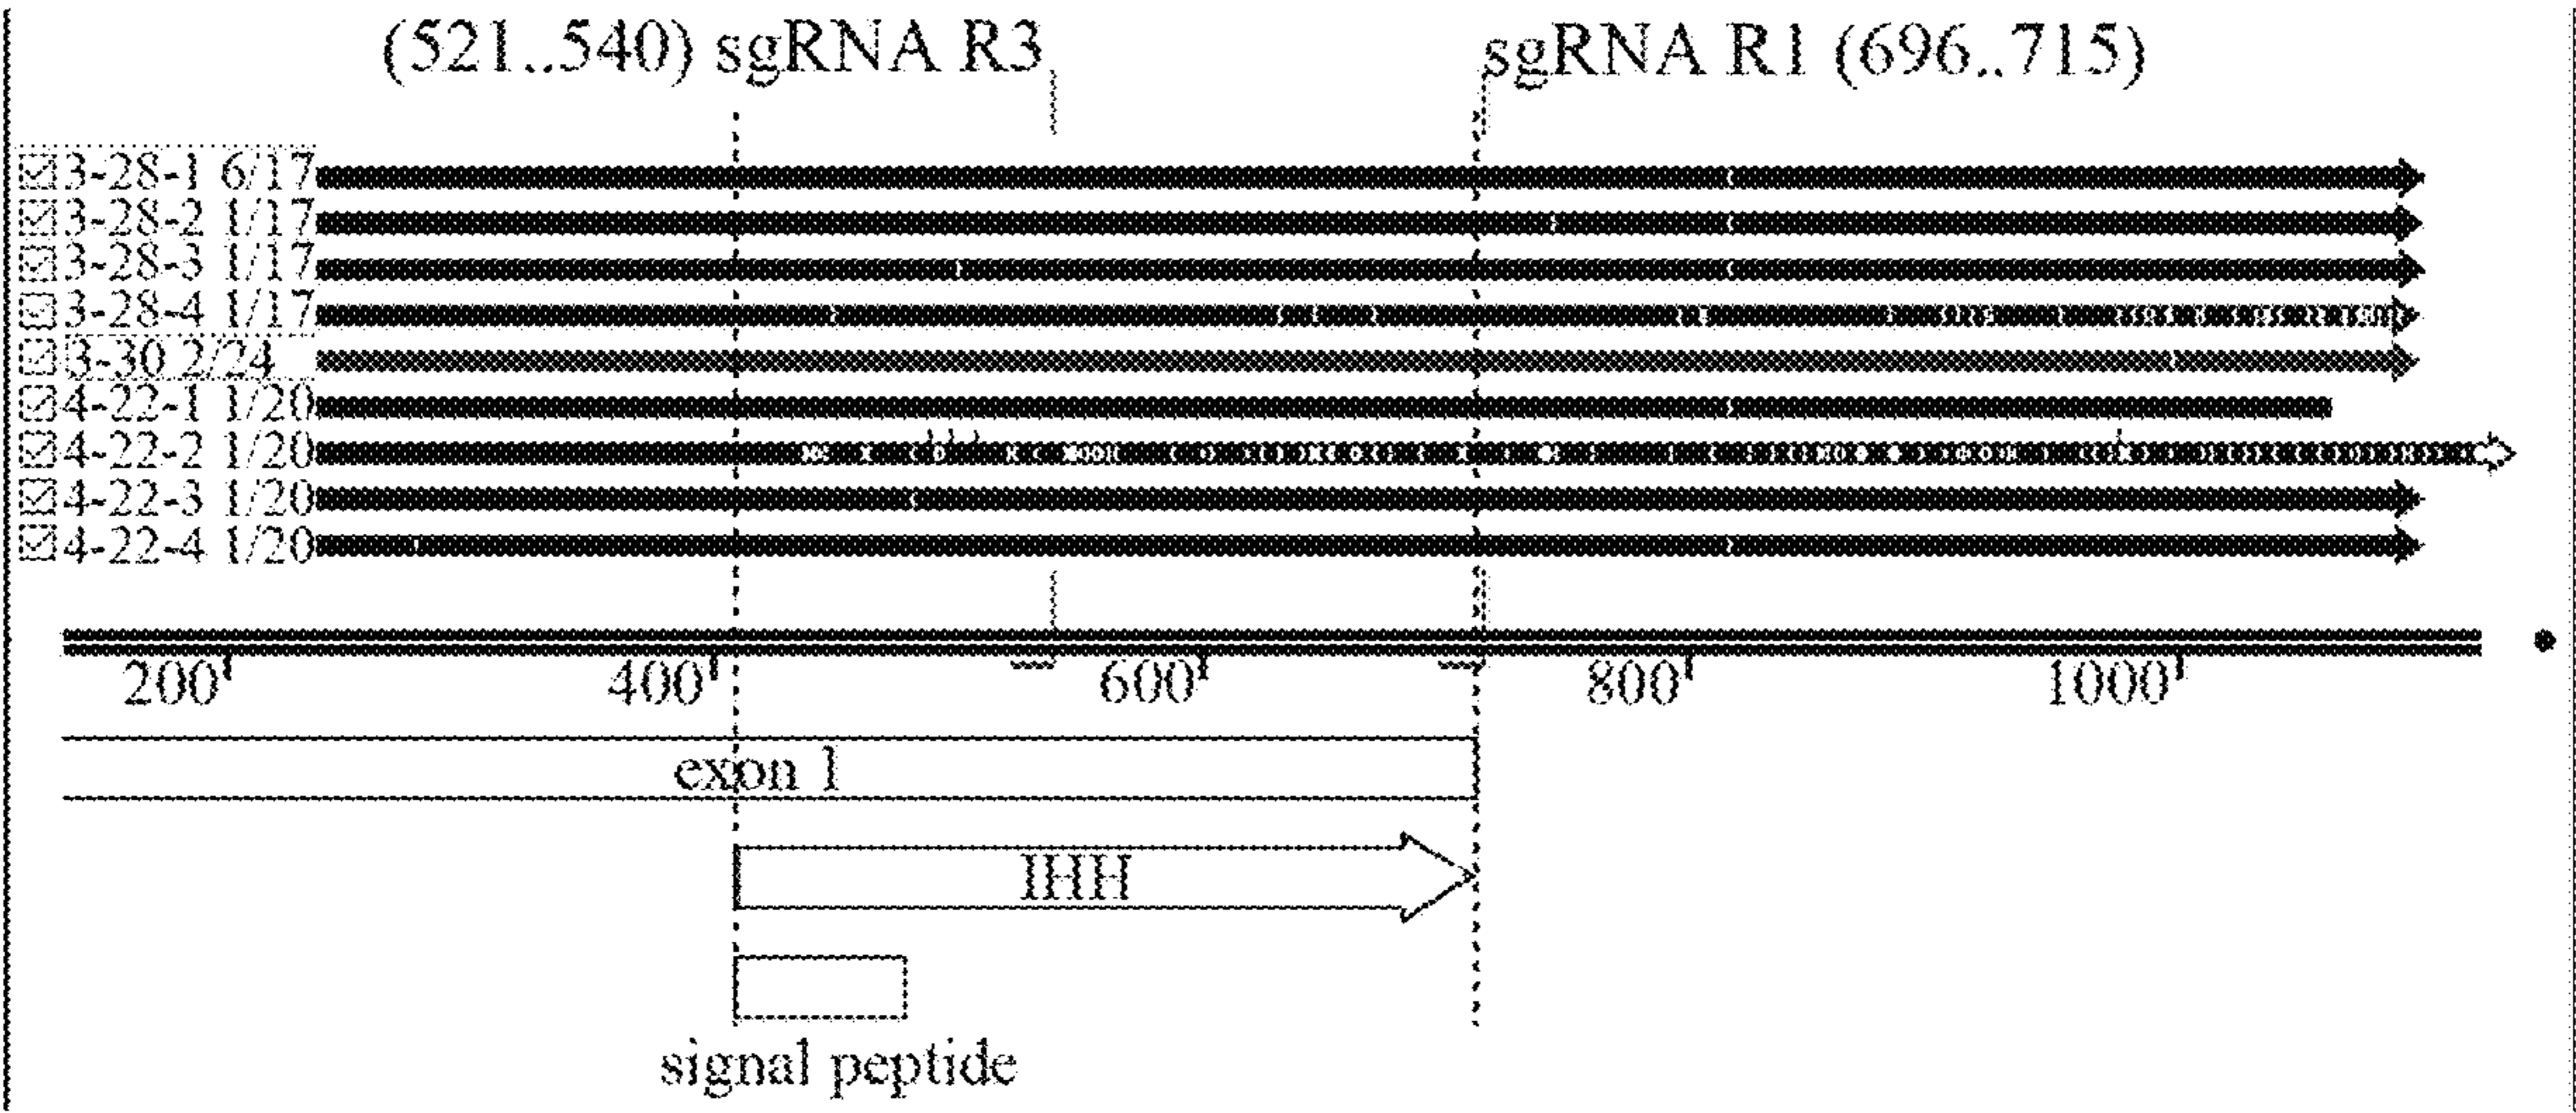 (521..540) sgRNA R3 sgRNA R1 (696..715)
3-28-1 6/17
3-28-2 1/17
3-28-3 1/17
3-28-4 1/17
3-30 2/24
4-22-1 1/20
4-22-2 1/20
4-22-3 1/20
4-22-4 1/20
200 400 600 800 1000
exon 1
IHH
signal peptide